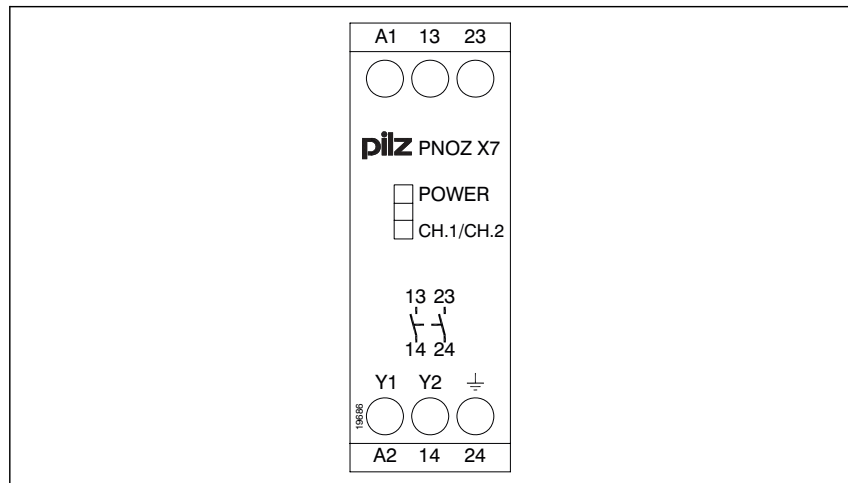 A1 13 23
pilz PNOZ X7
POWER
CH.1/CH.2
13 23
14 24
Y1 Y2
19686
A2 14 24